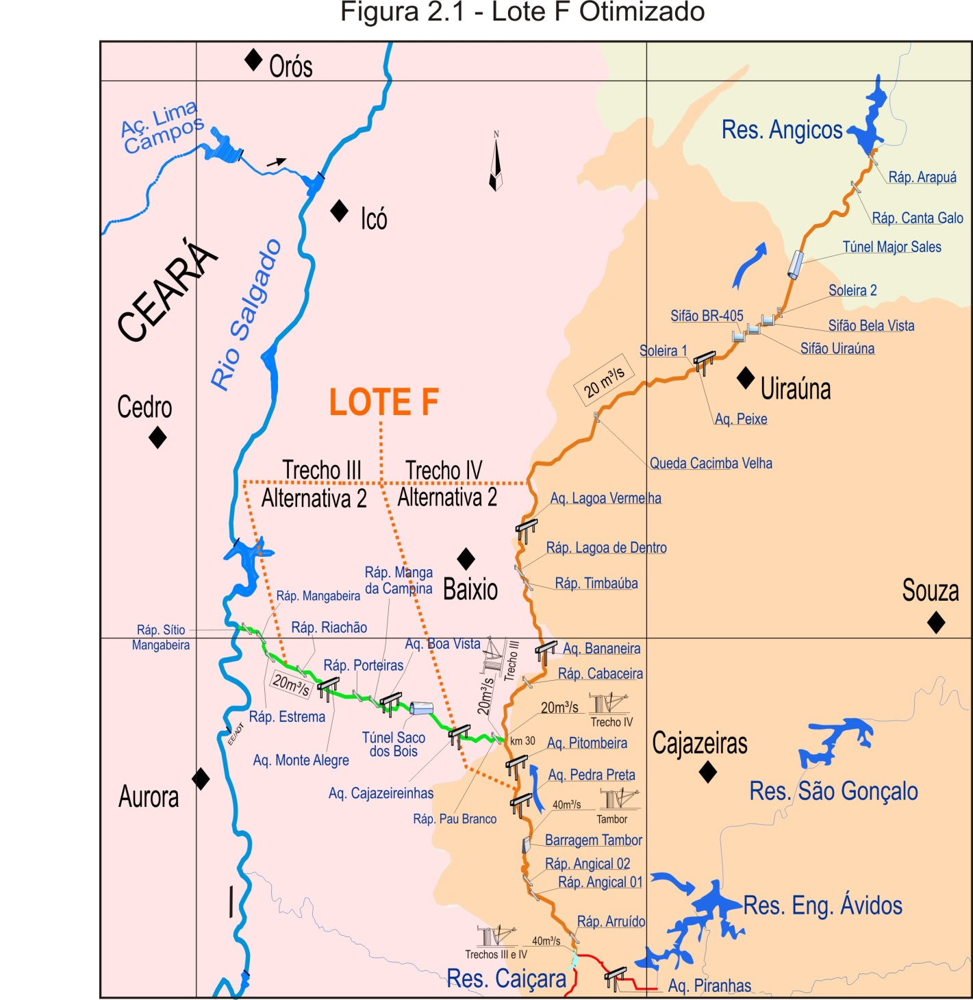 Figura 2.1 - Lote F Otimizado
Orós
Aç. Lima
Campos
N
Res. Angicos
Ráp. Arapuá
Icó
Ráp. Canta Galo
CEARÁ
Rio Salgado
Túnel Major Sales
Soleira 2
Sifão BR-405
Sifão Bela Vista
Soleira 1
Sifão Uiraúna
20 m³/s
Uiraúna
Cedro
LOTE F
Aq. Peixe
Queda Cacimba Velha
Trecho III
Alternativa 2
Trecho IV
Alternativa 2
Aq. Lagoa Vermelha
Ráp. Lagoa de Dentro
Baixio
Ráp. Timbaúba
Souza
Ráp. Manga
da Campina
Ráp. Mangabeira
Ráp. Sítio
Mangabeira
Ráp. Riachão
Aq. Boa Vista
Aq. Bananeira
Ráp. Porteiras
Ráp. Cabaceira
20m³/s
20m³/s
Trecho III
20m³/s
Trecho IV
Ráp. Estrema
EE/ADT
Túnel Saco
dos Bois
km 30
Aq. Pitombeira
Cajazeiras
Aq. Monte Alegre
Aq. Pedra Preta
Aurora
Aq. Cajazeireinhas
Res. São Gonçalo
40m³/s
Tambor
Ráp. Pau Branco
Barragem Tambor
Ráp. Angical 02
Ráp. Angical 01
Res. Eng. Ávidos
Ráp. Arruído
40m³/s
Trechos III e IV
Res. Caiçara
Aq. Piranhas